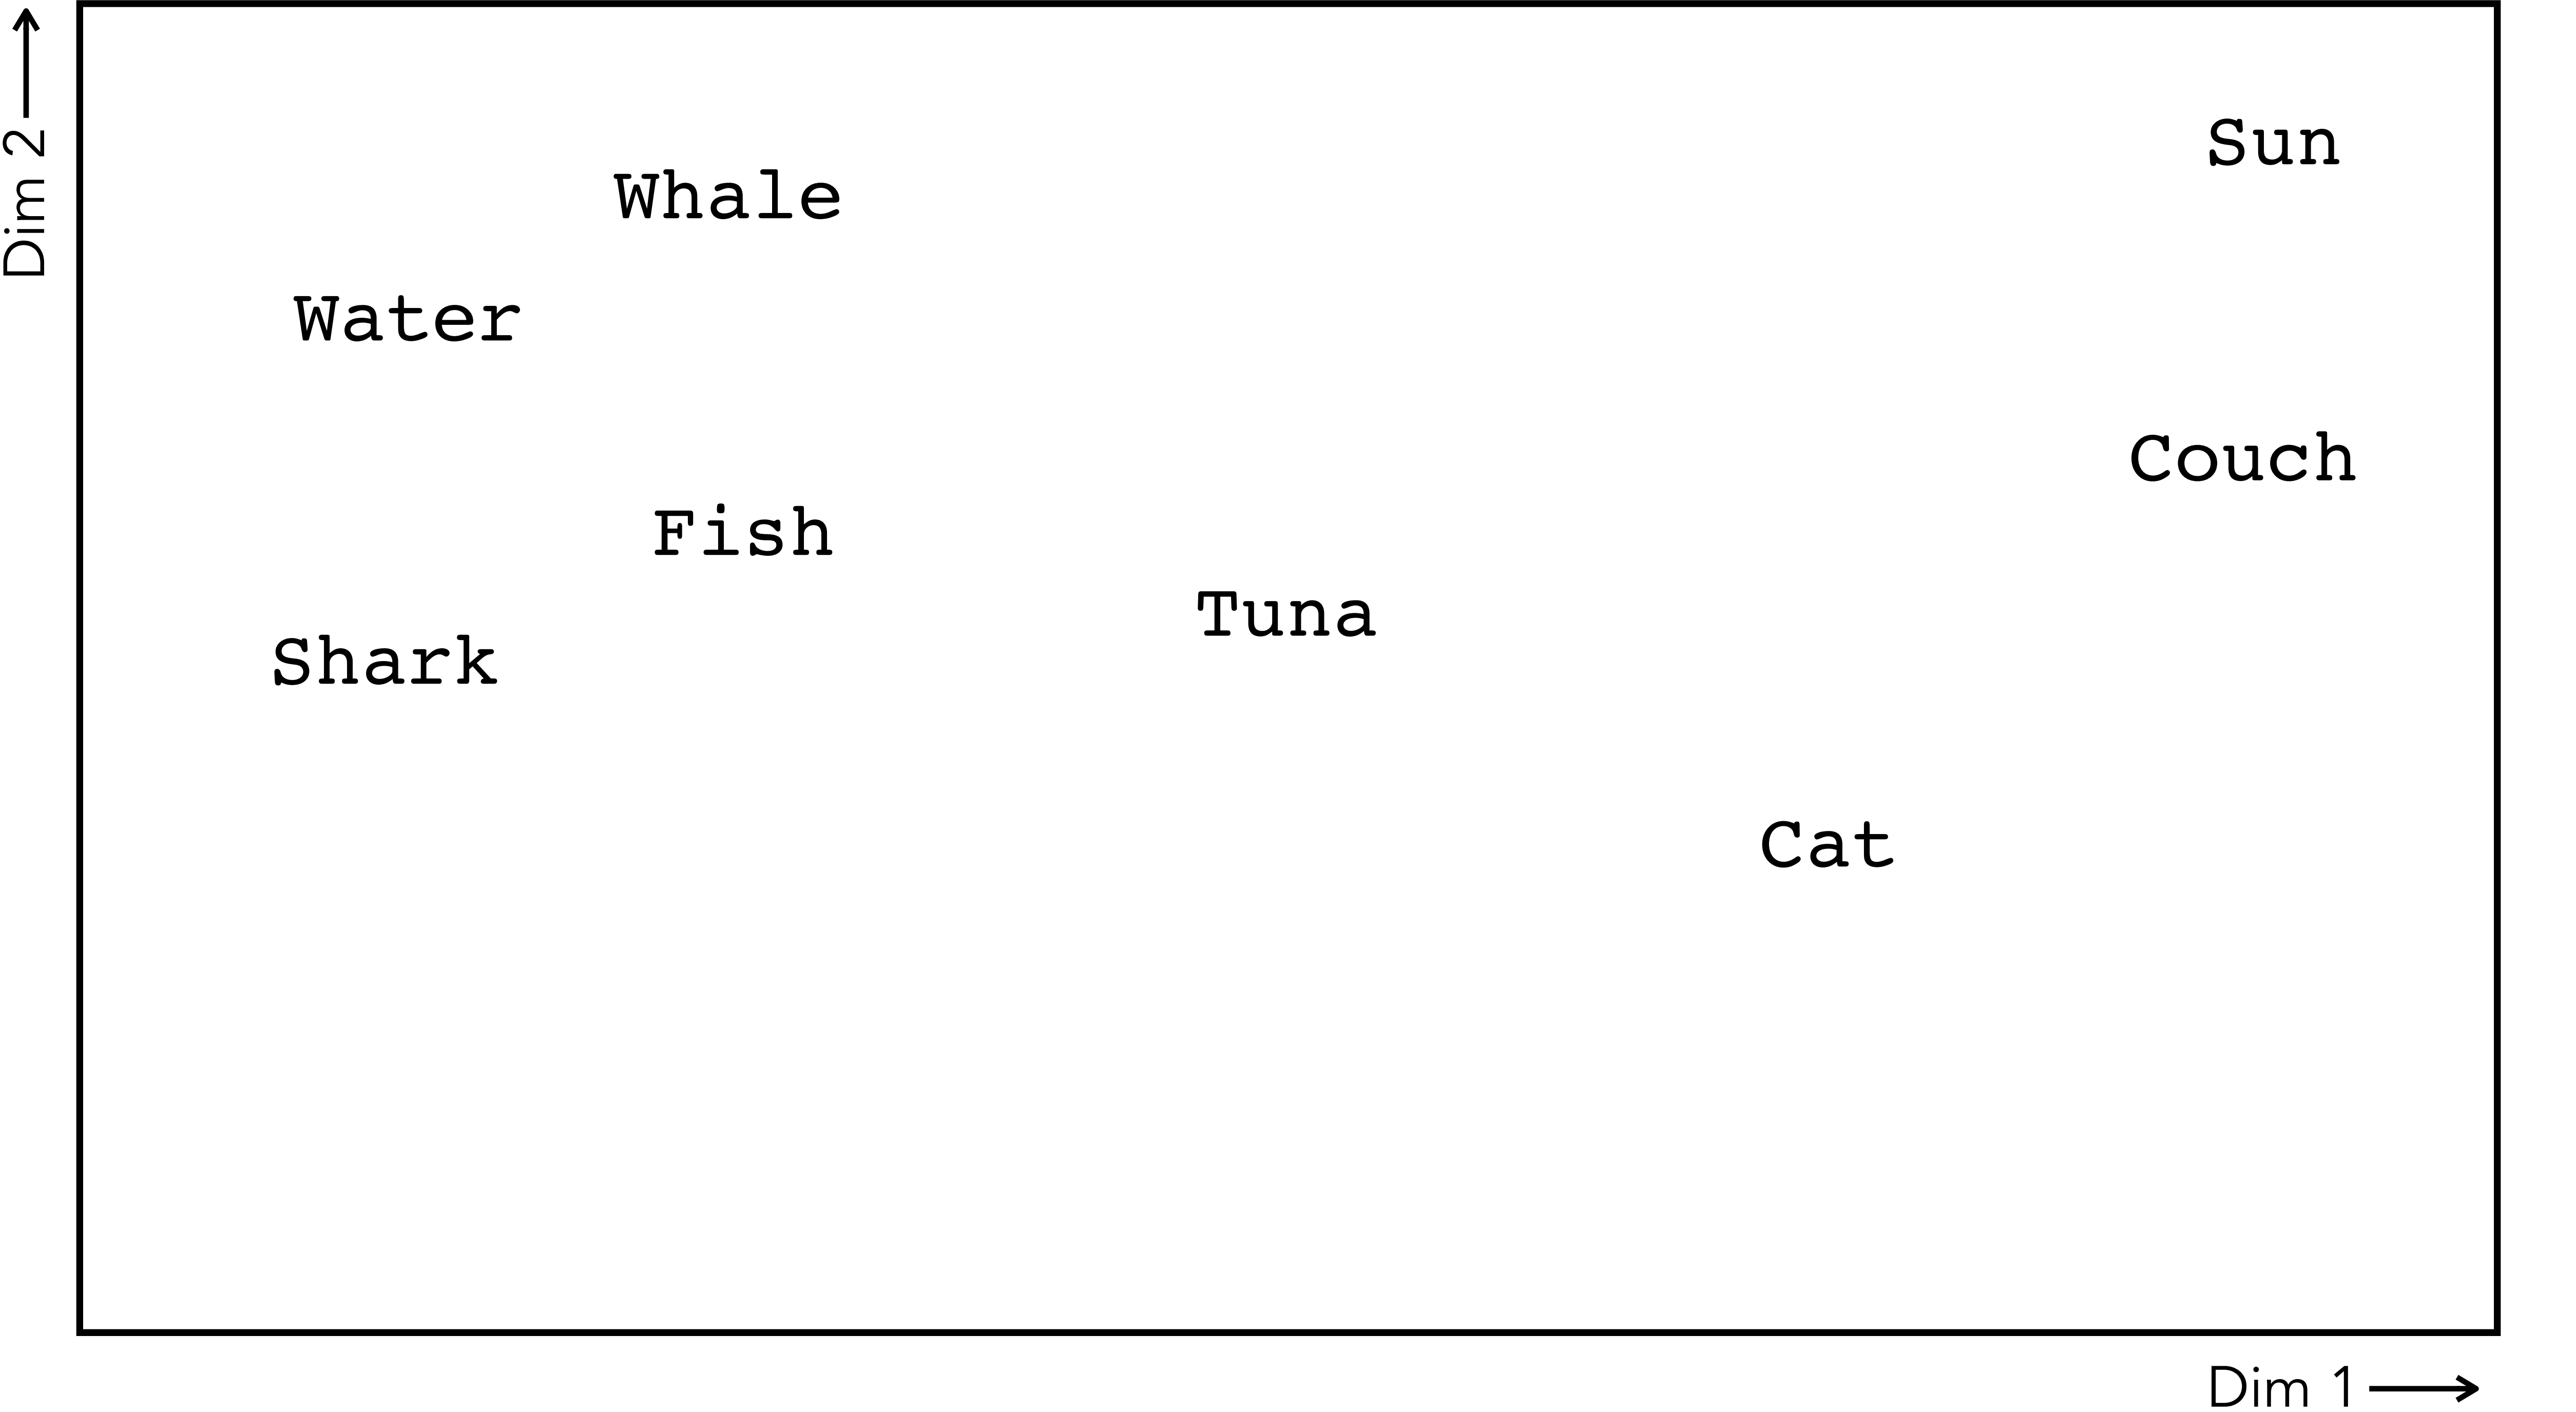 Dim 2
Sun
Whale
Water
Couch
Fish
Tuna
Shark
Cat
Dim 1